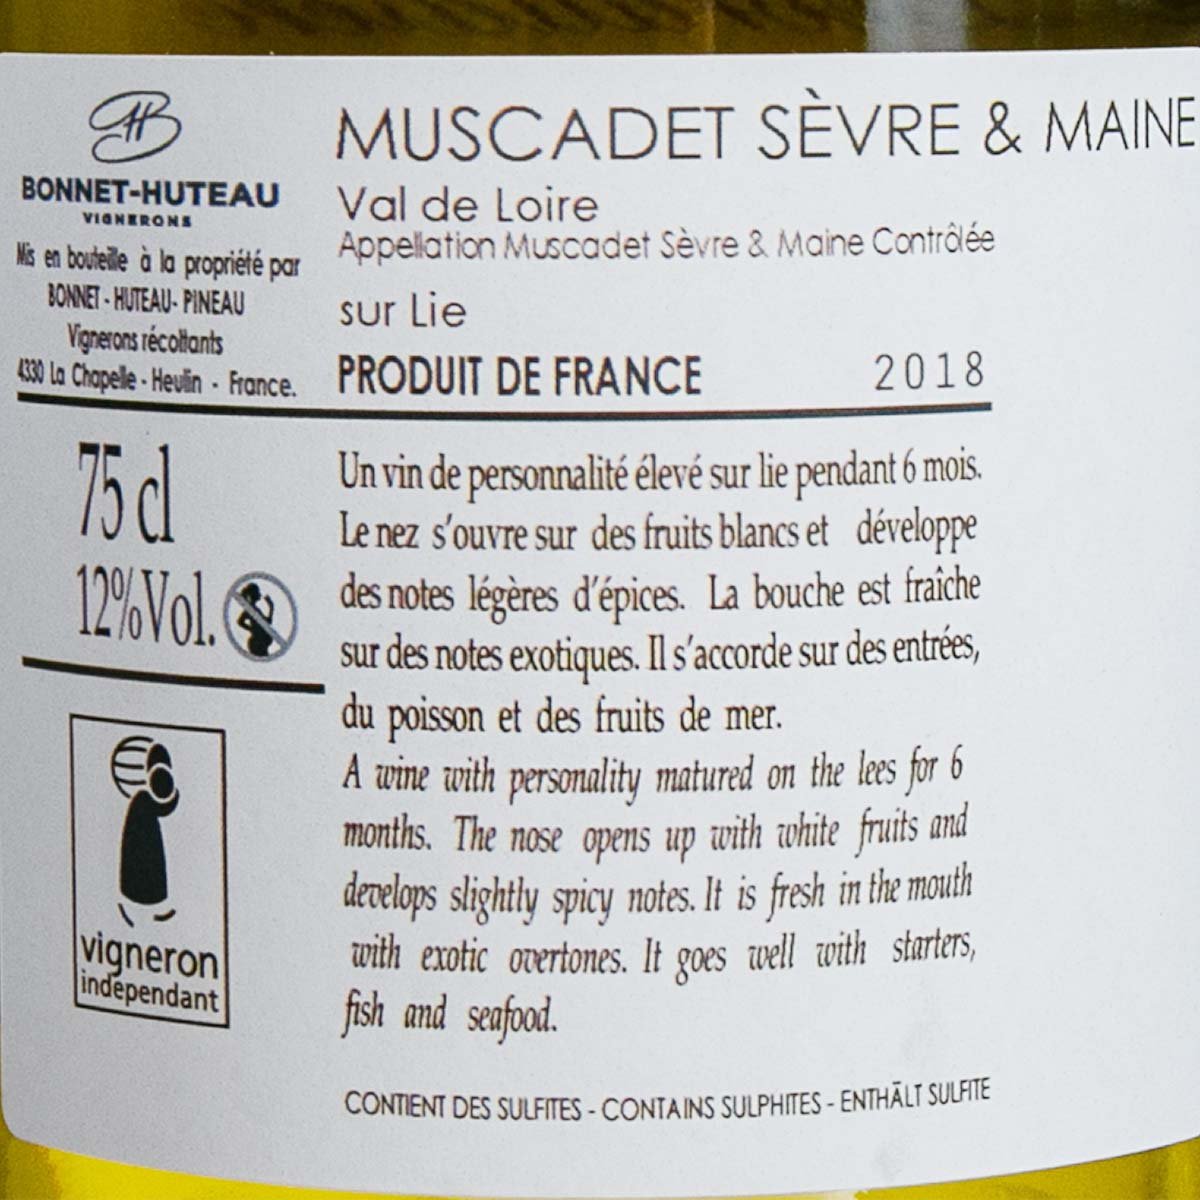 HB
BONNET-HUTEAU
VIGNERONS
Mis en bouteille à la propriété par
BONNET - HUTEAU- PINEAU
Vignerons récoltants
4330 La Chapelle - Heulin - France.
75 cl
12%Vol.
vigneron
indépendant
MUSCADET SÈVRE & MAINE
Val de Loire
Appellation Muscadet Sèvre & Maine Contrôlée
sur Lie
PRODUIT DE FRANCE 2018
Un vin de personnalité élevé sur lie pendant 6 mois.
Le nez s'ouvre sur des fruits blancs et développe
des notes légères d'épices. La bouche est fraîche
sur des notes exotiques. Il s'accorde sur des entrées,
du poisson et des fruits de mer.
A wine with personality matured on the lees for 6
months. The nose opens up with white fruits and
develops slightly spicy notes. It is fresh in the mouth
with exotic overtones. It goes well with starters,
fish and seafood.
CONTIENT DES SULFITES - CONTAINS SULPHITES - ENTHÄLT SULFITE